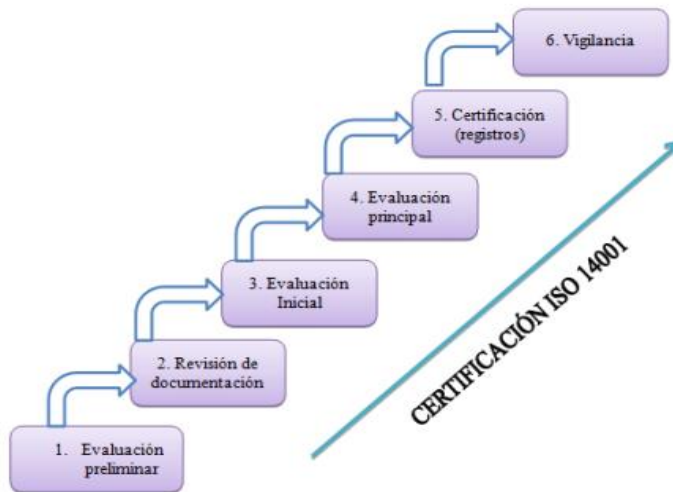 6. Vigilancia
5. Certificación
(registros)
4. Evaluación
principal
3. Evaluación
Inicial
2. Revisión de
documentación
1. Evaluación
preliminar
CERTIFICACIÓN ISO 14001